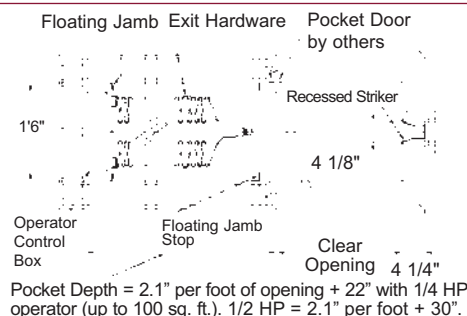 Floating Jamb Exit Hardware Pocket Door
by others
Recessed Striker
1'6"
4 1/8"
Operator
Control
Box
Floating Jamb
Stop
Clear
Opening 4 1/4"
Pocket Depth = 2.1" per foot of opening + 22" with 1/4 HP
operator (up to 100 sq. ft.). 1/2 HP = 2.1" per foot + 30".